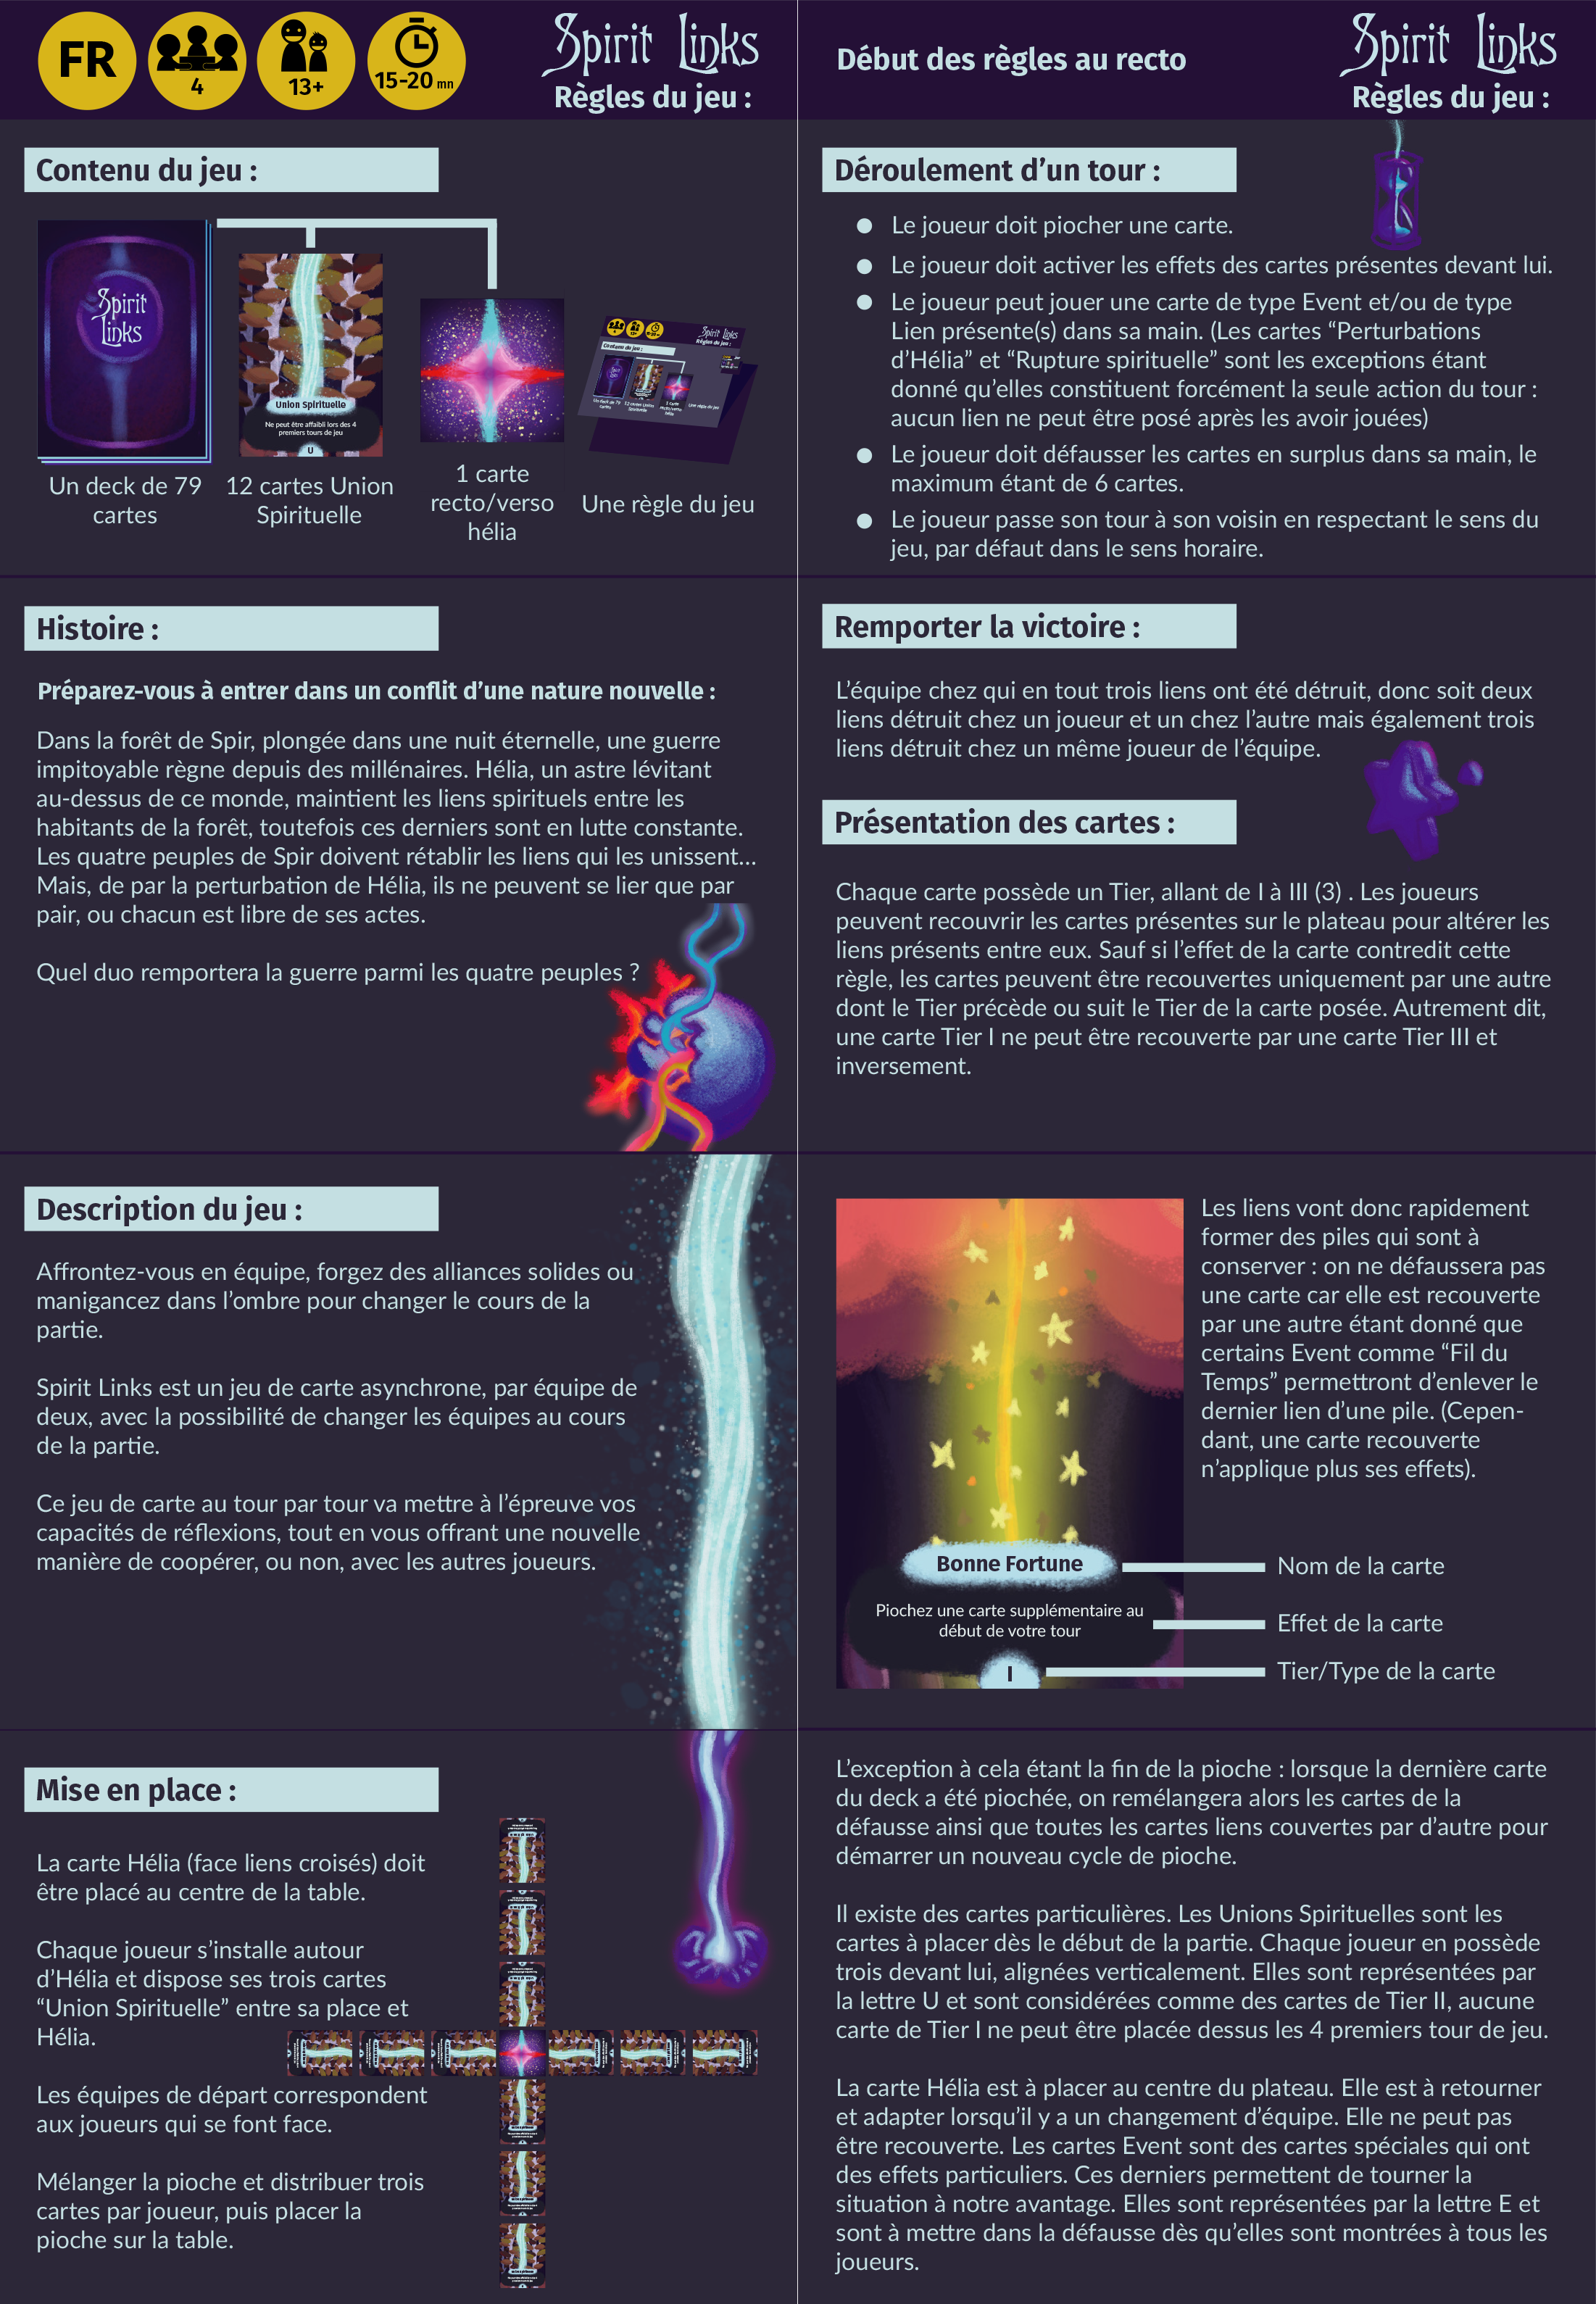 FR
4
13+
15-20 mn
Spirit Links
Règles du jeu :
Contenu du jeu :
Spirit
Links
Union Spirituelle
Ne peut être affaibli lors des 4
premiers tours de jeu
U
Spirit Links
Règles du jeu :
Contenu du jeu :
Un deck de 79
cartes
12 cartes Union
Spirituelle
1 carte
recto/verso
hélia
Une règle du jeu
Un deck de 79
cartes
12 cartes Union
Spirituelle
1 carte
recto/verso
hélia
Une règle du jeu
Histoire :
Préparez-vous à entrer dans un conflit d’une nature nouvelle :
Dans la forêt de Spir, plongée dans une nuit éternelle, une guerre
impitoyable règne depuis des millénaires. Hélia, un astre lévitant
au-dessus de ce monde, maintient les liens spirituels entre les
habitants de la forêt, toutefois ces derniers sont en lutte constante.
Les quatre peuples de Spir doivent rétablir les liens qui les unissent...
Mais, de par la perturbation de Hélia, ils ne peuvent se lier que par
pair, ou chacun est libre de ses actes.
Quel duo remportera la guerre parmi les quatre peuples ?
Description du jeu :
Affrontez-vous en équipe, forgez des alliances solides ou
manigancez dans l’ombre pour changer le cours de la
partie.
Spirit Links est un jeu de carte asynchrone, par équipe de
deux, avec la possibilité de changer les équipes au cours
de la partie.
Ce jeu de carte au tour par tour va mettre à l’épreuve vos
capacités de réflexions, tout en vous offrant une nouvelle
manière de coopérer, ou non, avec les autres joueurs.
Mise en place :
La carte Hélia (face liens croisés) doit
être placé au centre de la table.
Chaque joueur s’installe autour
d’Hélia et dispose ses trois cartes
“Union Spirituelle” entre sa place et
Hélia.
Les équipes de départ correspondent
aux joueurs qui se font face.
Mélanger la pioche et distribuer trois
cartes par joueur, puis placer la
pioche sur la table.
Début des règles au recto
Spirit Links
Règles du jeu :
Déroulement d’un tour :
● Le joueur doit piocher une carte.
● Le joueur doit activer les effets des cartes présentes devant lui.
● Le joueur peut jouer une carte de type Event et/ou de type
Lien présente(s) dans sa main. (Les cartes “Perturbations
d’Hélia” et “Rupture spirituelle” sont les exceptions étant
donné qu’elles constituent forcément la seule action du tour :
aucun lien ne peut être posé après les avoir jouées)
● Le joueur doit défausser les cartes en surplus dans sa main, le
maximum étant de 6 cartes.
● Le joueur passe son tour à son voisin en respectant le sens du
jeu, par défaut dans le sens horaire.
Remporter la victoire :
L’équipe chez qui en tout trois liens ont été détruit, donc soit deux
liens détruit chez un joueur et un chez l’autre mais également trois
liens détruit chez un même joueur de l’équipe.
Présentation des cartes :
Chaque carte possède un Tier, allant de I à III (3) . Les joueurs
peuvent recouvrir les cartes présentes sur le plateau pour altérer les
liens présents entre eux. Sauf si l’effet de la carte contredit cette
règle, les cartes peuvent être recouvertes uniquement par une autre
dont le Tier précède ou suit le Tier de la carte posée. Autrement dit,
une carte Tier I ne peut être recouverte par une carte Tier III et
inversement.
Les liens vont donc rapidement
former des piles qui sont à
conserver : on ne défaussera pas
une carte car elle est recouverte
par une autre étant donné que
certains Event comme “Fil du
Temps” permettront d’enlever le
dernier lien d’une pile. (Cepen-
dant, une carte recouverte
n’applique plus ses effets).
Bonne Fortune
Nom de la carte
Piochez une carte supplémentaire au
début de votre tour
Effet de la carte
I
Tier/Type de la carte
L’exception à cela étant la fin de la pioche : lorsque la dernière carte
du deck a été piochée, on remélangera alors les cartes de la
défausse ainsi que toutes les cartes liens couvertes par d’autre pour
démarrer un nouveau cycle de pioche.
Il existe des cartes particulières. Les Unions Spirituelles sont les
cartes à placer dès le début de la partie. Chaque joueur en possède
trois devant lui, alignées verticalement. Elles sont représentées par
la lettre U et sont considérées comme des cartes de Tier II, aucune
carte de Tier I ne peut être placée dessus les 4 premiers tour de jeu.
La carte Hélia est à placer au centre du plateau. Elle est à retourner
et adapter lorsqu’il y a un changement d’équipe. Elle ne peut pas
être recouverte. Les cartes Event sont des cartes spéciales qui ont
des effets particuliers. Ces derniers permettent de tourner la
situation à notre avantage. Elles sont représentées par la lettre E et
sont à mettre dans la défausse dès qu’elles sont montrées à tous les
joueurs.